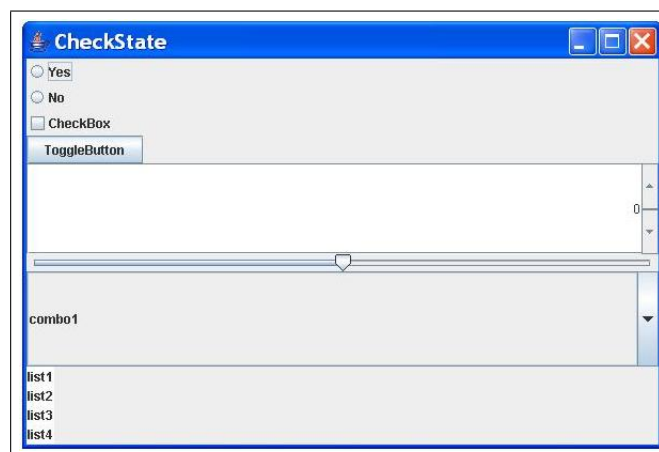 CheckState
Yes
No
CheckBox
ToggleButton
0
combo1
list1
list2
list3
list4